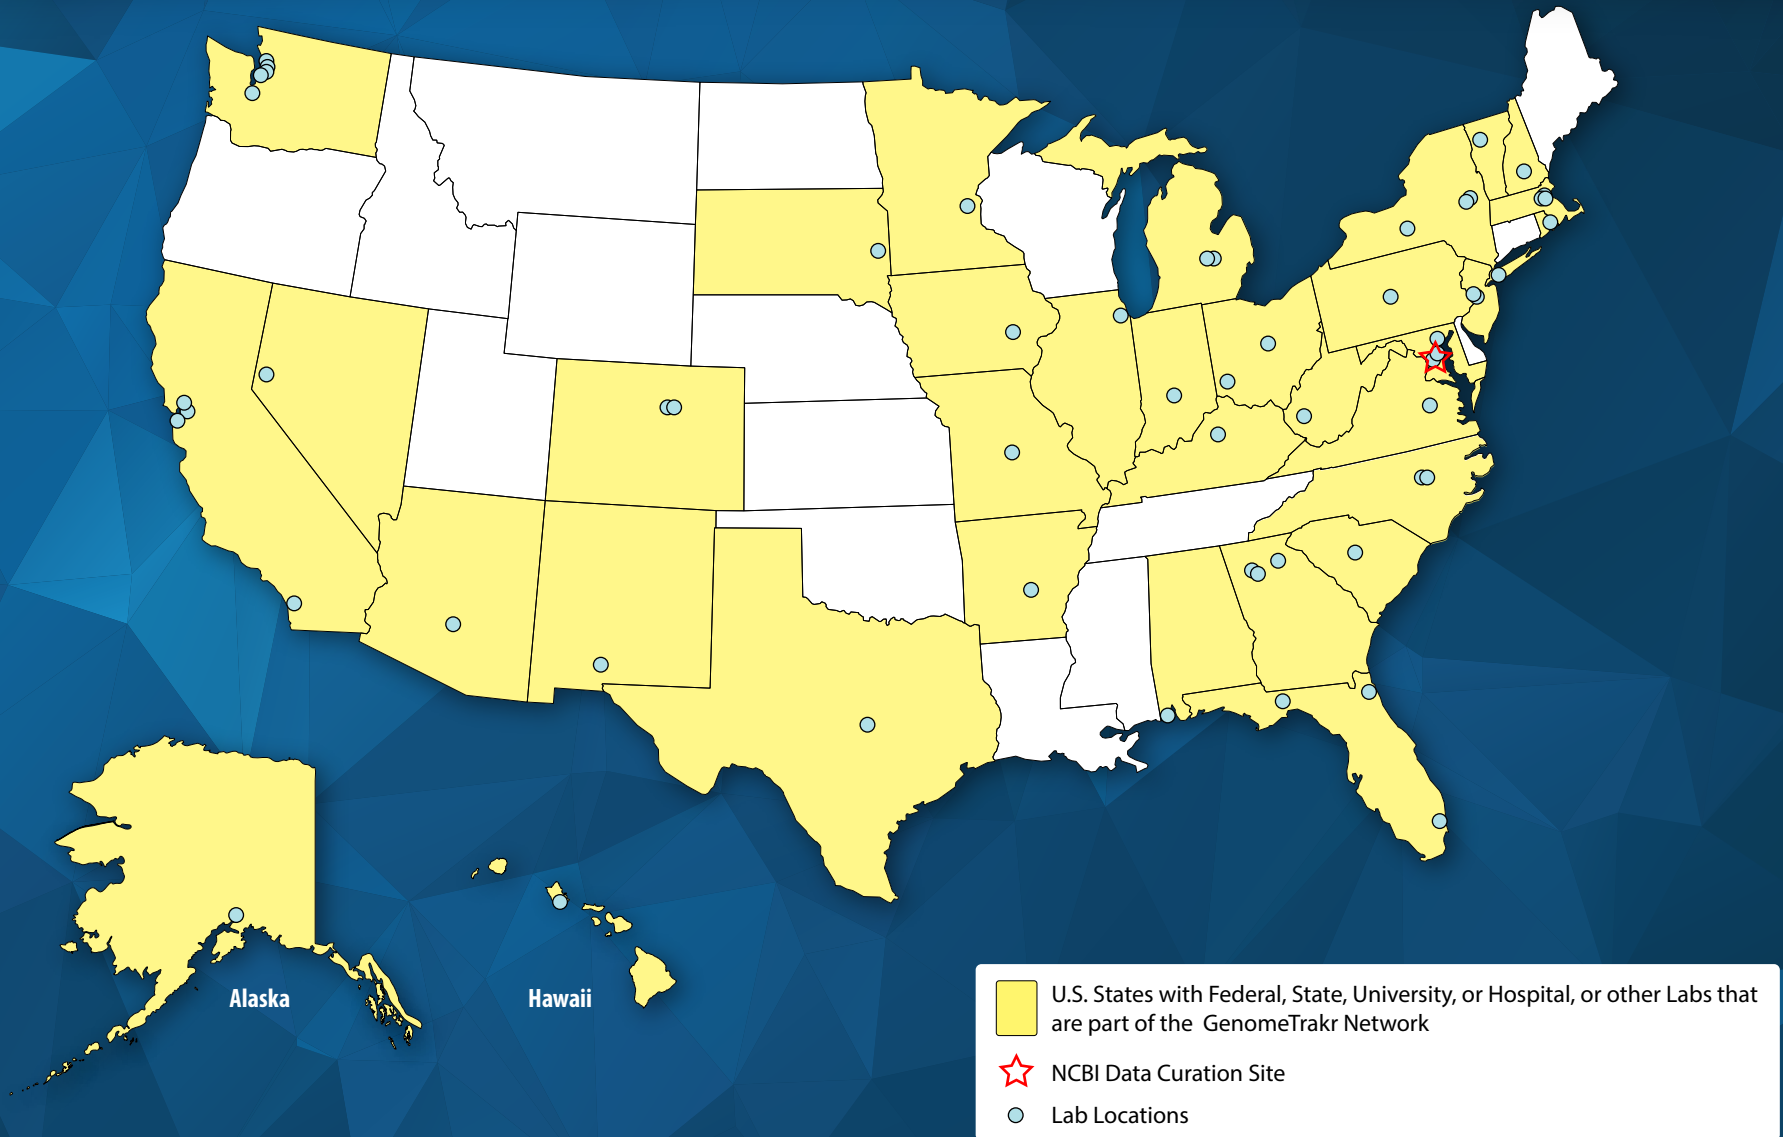 Alaska
Hawaii
U.S. States with Federal, State, University, or Hospital, or other Labs that
are part of the GenomeTrakr Network
NCBI Data Curation Site
Lab Locations